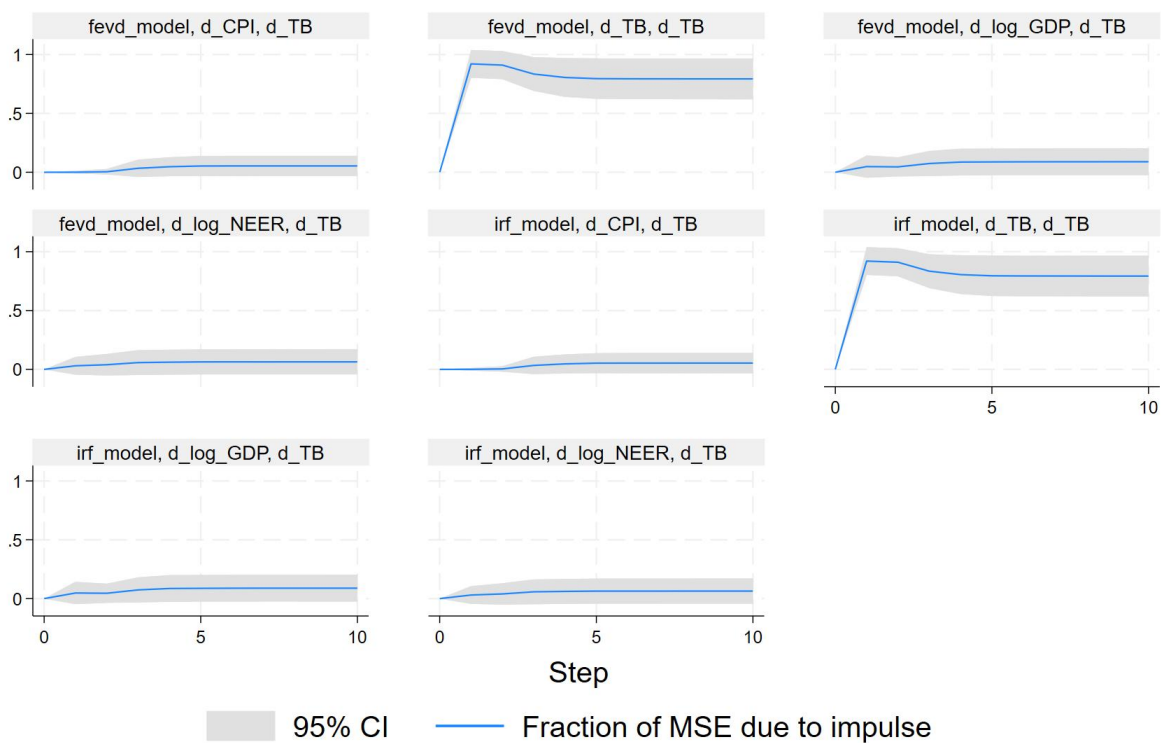 fevd_model, d_CPI, d_TB
fevd_model, d_TB, d_TB
fevd_model, d_log_GDP, d_TB
1
.5
0
fevd_model, d_log_NEER, d_TB
irf_model, d_CPI, d_TB
irf_model, d_TB, d_TB
1
.5
0
0 5 10
irf_model, d_log_GDP, d_TB
irf_model, d_log_NEER, d_TB
1
.5
0
0 5 10
0 5 10
Step
95% CI
Fraction of MSE due to impulse